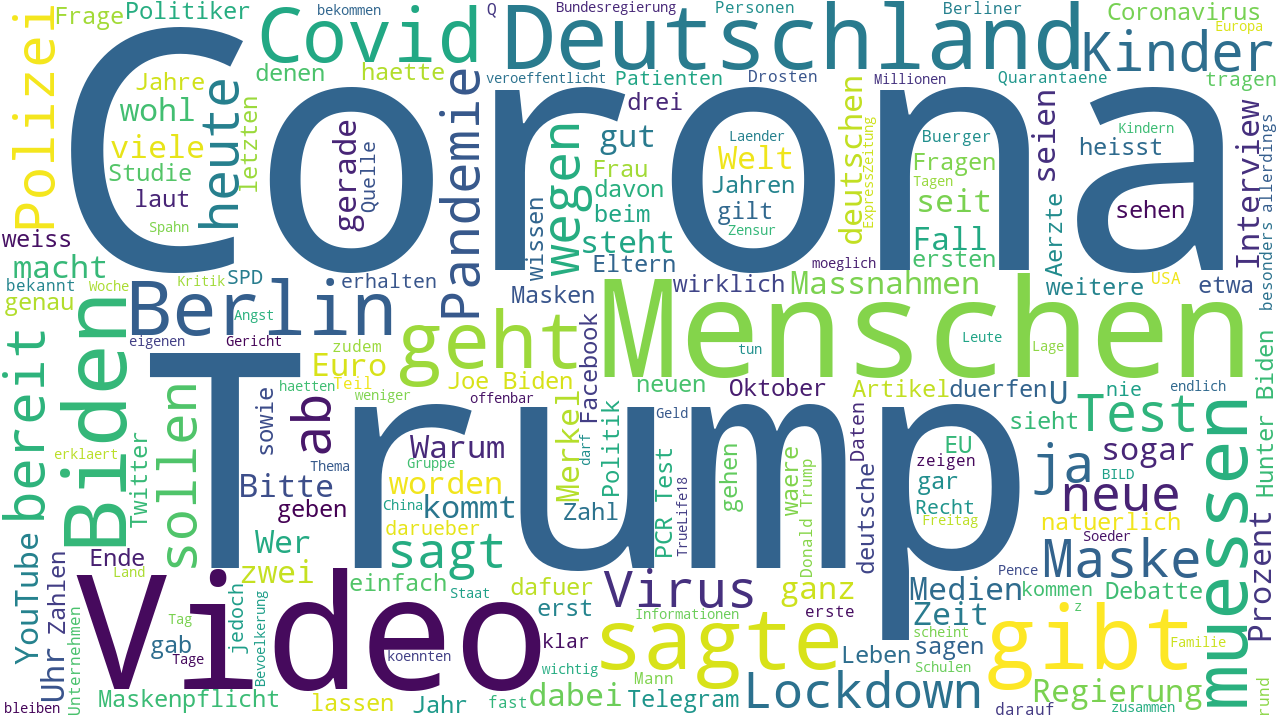 Polizei
Frage
Politiker
Covid
bekommen
Q
Bundesregierung
Deutschland
Personen
Berliner
Kinder
Coronavirus
Europa
Corona
Jahre
wohl
viele
Studie
laut
Spahn
heute
letzten
denen
haette
gerade
Quelle
Pandemie
veroeffentlicht
wissen
wegen
drei
gut
Frau
davon
beim
steht
Eltern
Patienten
Drosten
Laender
Welt
Jahren
gilt
Zensur
moeglich
deutschen
ExpressZeitung
Millionen
Buerger
Fragen
Tagen
seit
Fall
ersten
Quarantaene
seien
Aerzte
tragen
Kindern
heisst
sehen
Interview
besonders
allerdings
weiss
macht
bekannt
Woche
genau
Kritik
SPD
erhalten
Berlin
Angst
eigenen
Gericht
Masken
wirklich
Massnahmen
weitere
USA
etwa
Menschen
Leute
tun
Lage
geht
zudem
Euro
Teil
haetten
weniger
Joe Biden
offenbar
Facebook
neuen
Oktober
Artikel
duerfen
U
nie
endlich
Hunter Biden
bereit
Biden
sollen
erklaert
Twitter
sowie
ab
Thema
Bitte
geben
Trump
Warum
Gruppe
worden
China
kommt
darueber
sagt
Merkel
darf
Politik
Geld
Zahl
PCR Test
TrueLife18
gehen
Waere
Donald Trump
Daten
deutsche
EU
zeigen
gar
Recht
Freitag
sieht
Test
ja
sogar
BILD
neue
natuerlich
Soeder
Maske
muessen
Prozent
YouTube
Uhr
Zahlen
Unternehmen
Ende
Land
Wer
zwei
einfach
Staat
Video
Tag
gab
Tage
jedoch
Bevoelkerung
koennten
klar
dafuer
erst
Virus
Informationen
ganz
erste
sagte
wichtig
Mann
Medien
Pence
kommen
Debatte
Zeit
scheint
z
sagen
Leben
Schulen
gibt
Familie
bleiben
Maskenpflicht
lassen
Jahr
fast
dabei
Telegram
Lockdown
darauf
Regierung
zusammen
rund